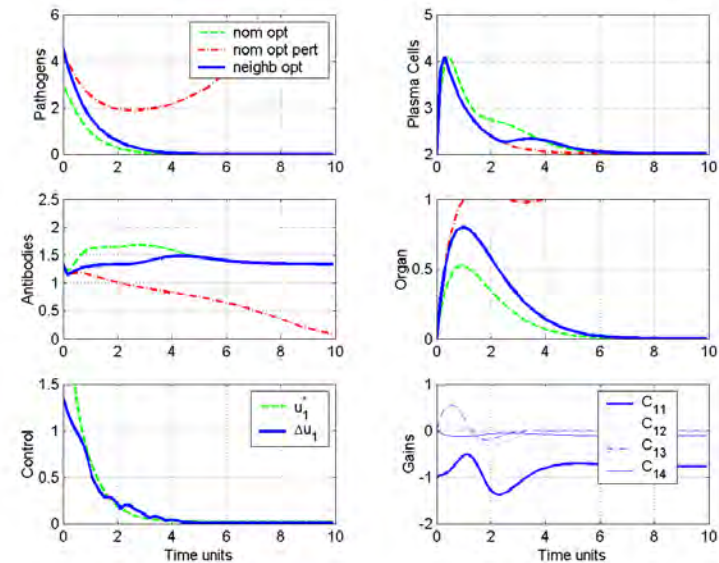 nom opt
nom opt pert
neighb opt
Pathogens
6
4
2
0
0 2 4 6 8 10
Plasma Cells
5
4
3
2
0 2 4 6 8 10
Antibodies
2.5
2
1.5
1
0.5
0
0 2 4 6 8 10
Organ
1
0.5
0
0 2 4 6 8 10
Control
1.5
1
0.5
0
u₁*
Δu₁
0 2 4 6 8 10
Time units
Gains
1
0
-1
-2
C₁₁
C₁₂
C₁₃
C₁₄
0 2 4 6 8 10
Time units